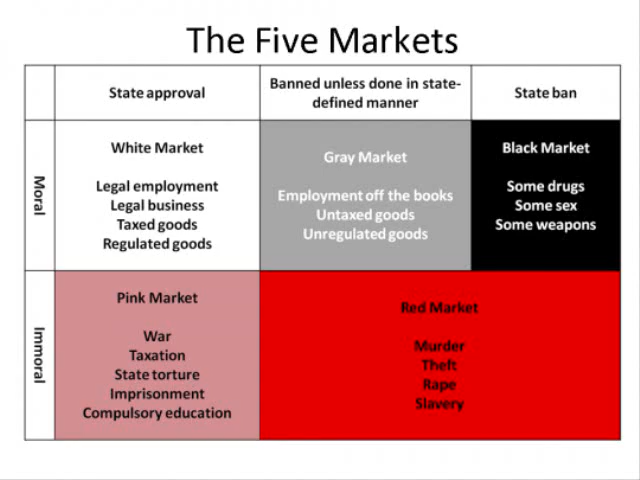 The Five Markets
State approval
Banned unless done in state-
defined manner
State ban
Moral
White Market
Legal employment
Legal business
Taxed goods
Regulated goods
Gray Market
Employment off the books
Untaxed goods
Unregulated goods
Black Market
Some drugs
Some sex
Some weapons
Immoral
Pink Market
War
Taxation
State torture
Imprisonment
Compulsory education
Red Market
Murder
Theft
Rape
Slavery